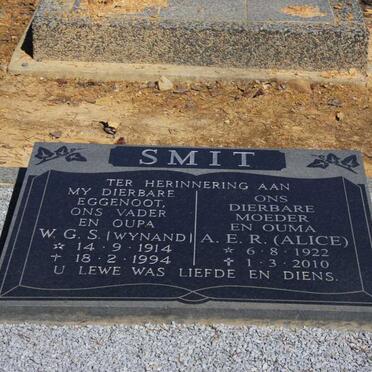 SMIT
TER HERINNERING AAN
MY DIERBARE
EGGENOOT,
ONS VADER
EN OUPA
W.G.S. (WYNAND)
☆ 14·9·1914
✝ 18·2·1994
ONS
DIERBARE
MOEDER
EN OUMA
A.E.R. (ALICE)
☆ 6·8·1922
✝ 1·3·2010
U LEWE WAS LIEFDE EN DIENS.